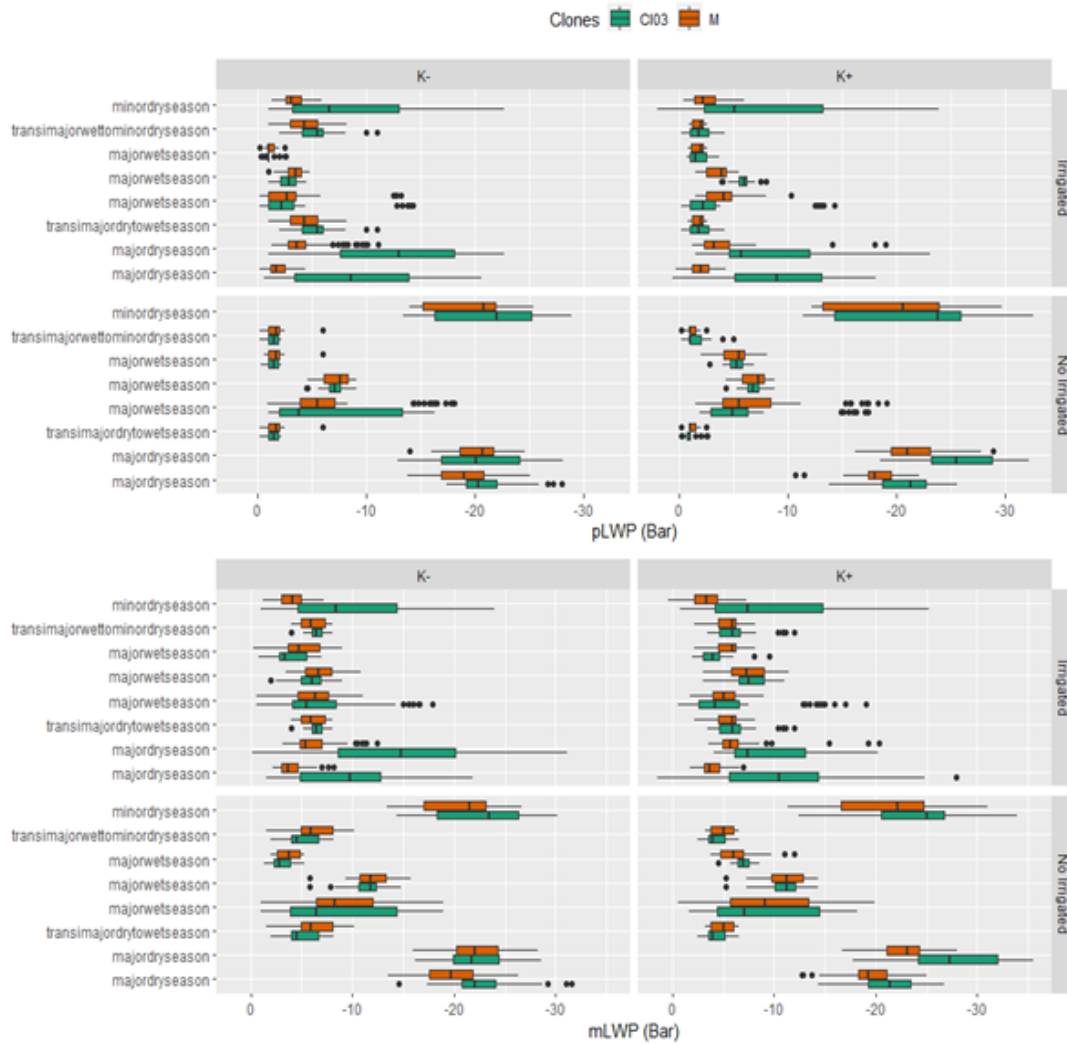 Clones CI03 M
K- K+
minordryseason
transimajorwettominordryseason
majorwetseason
majorwetseason
majorwetseason
transimajordrytowetseason
majordryseason
majordryseason
Irrigated
minordryseason
transimajorwettominordryseason
majorwetseason
majorwetseason
majorwetseason
transimajordrytowetseason
majordryseason
majordryseason
No Irrigated
0 -10 -20 -30 0 -10 -20 -30
pLWP (Bar)
K- K+
minordryseason
transimajorwettominordryseason
majorwetseason
majorwetseason
majorwetseason
transimajordrytowetseason
majordryseason
majordryseason
Irrigated
minordryseason
transimajorwettominordryseason
majorwetseason
majorwetseason
majorwetseason
transimajordrytowetseason
majordryseason
majordryseason
No Irrigated
0 -10 -20 -30 0 -10 -20 -30
mLWP (Bar)